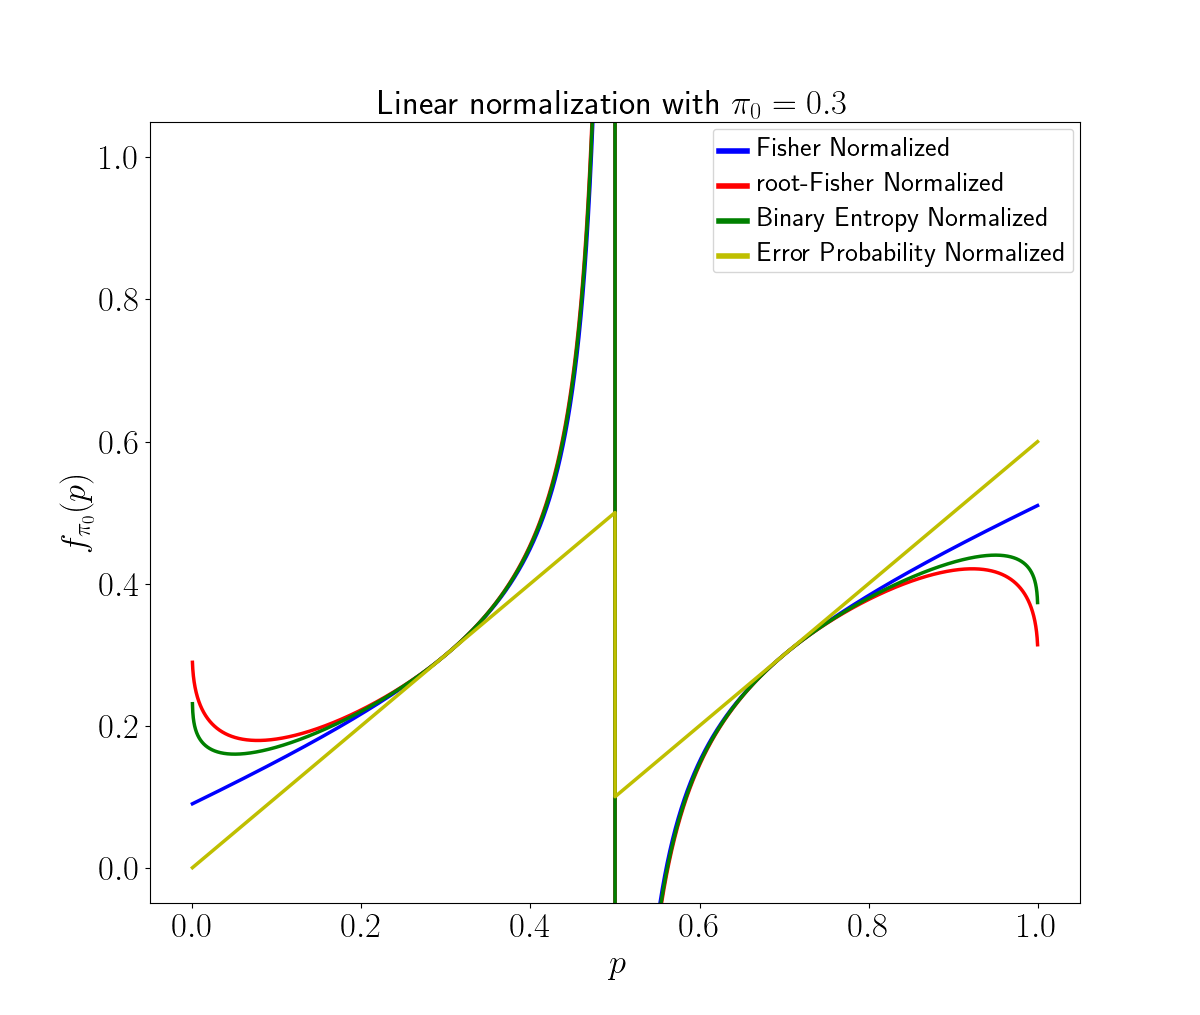 Linear normalization with π₀ = 0.3
Fisher Normalized
root-Fisher Normalized
Binary Entropy Normalized
Error Probability Normalized
1.0
0.8
0.6
0.4
0.2
0.0
f_π₀(p)
0.0 0.2 0.4 0.6 0.8 1.0
p